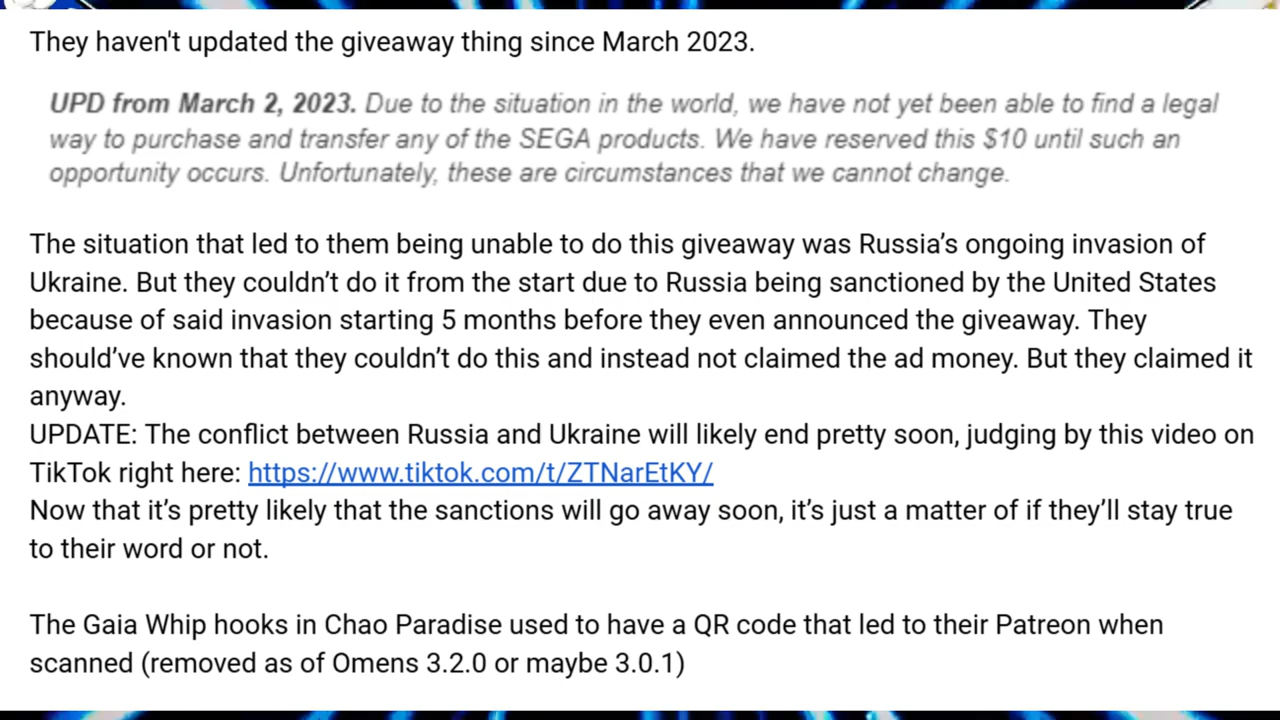 They haven't updated the giveaway thing since March 2023.
UPD from March 2, 2023. Due to the situation in the world, we have not yet been able to find a legal
way to purchase and transfer any of the SEGA products. We have reserved this $10 until such an
opportunity occurs. Unfortunately, these are circumstances that we cannot change.
The situation that led to them being unable to do this giveaway was Russia’s ongoing invasion of
Ukraine. But they couldn’t do it from the start due to Russia being sanctioned by the United States
because of said invasion starting 5 months before they even announced the giveaway. They
should’ve known that they couldn’t do this and instead not claimed the ad money. But they claimed it
anyway.
UPDATE: The conflict between Russia and Ukraine will likely end pretty soon, judging by this video on
TikTok right here: https://www.tiktok.com/t/ZTNarEtKY/
Now that it’s pretty likely that the sanctions will go away soon, it’s just a matter of if they’ll stay true
to their word or not.
The Gaia Whip hooks in Chao Paradise used to have a QR code that led to their Patreon when
scanned (removed as of Omens 3.2.0 or maybe 3.0.1)